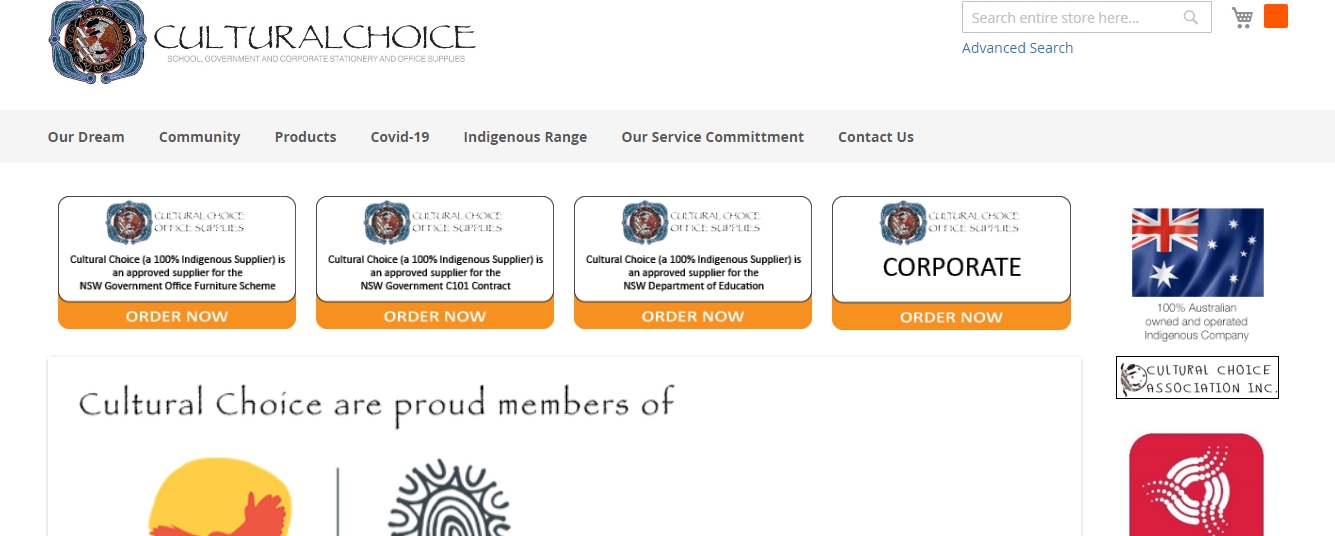 CULTURALCHOICE
SCHOOL, GOVERNMENT AND CORPORATE STATIONERY AND OFFICE SUPPLIES
Search entire store here...
Advanced Search
Our Dream
Community
Products
Covid-19
Indigenous Range
Our Service Committment
Contact Us
CULTURAL CHOICE
OFFICE SUPPLIES
Cultural Choice (a 100% Indigenous Supplier) is
an approved supplier for the
NSW Government Office Furniture Scheme
ORDER NOW
CULTURAL CHOICE
OFFICE SUPPLIES
Cultural Choice (a 100% Indigenous Supplier) is
an approved supplier for the
NSW Government C101 Contract
ORDER NOW
CULTURAL CHOICE
OFFICE SUPPLIES
Cultural Choice (a 100% Indigenous Supplier) is
an approved supplier for the
NSW Department of Education
ORDER NOW
CULTURAL CHOICE
OFFICE SUPPLIES
CORPORATE
ORDER NOW
100% Australian
owned and operated
Indigenous Company
CULTURAL CHOICE
ASSOCIATION INC.
Cultural Choice are proud members of